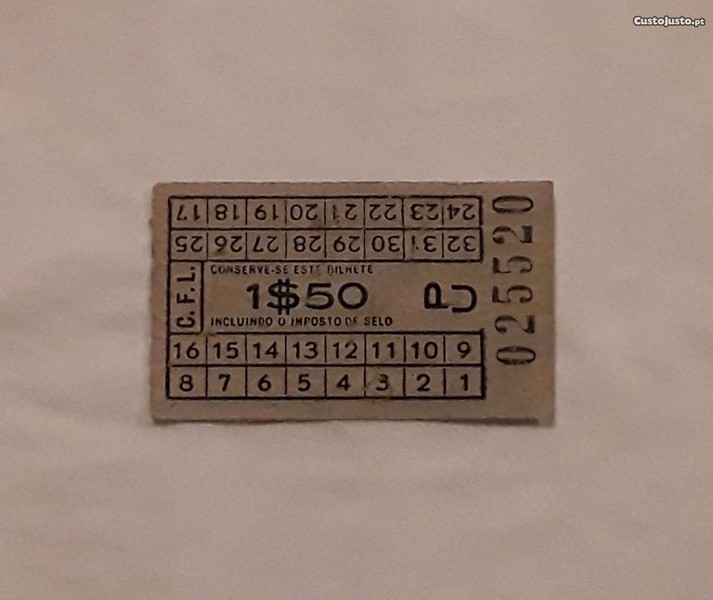 CustoJusto.pt
17 18 19 20 21 22 23 24
25 26 27 28 29 30 31 32
C. F. L.
CONSERVE-SE ESTE BILHETE
1$50
PU
INCLUINDO O IMPOSTO DE SELO
16 15 14 13 12 11 10 9
8 7 6 5 4 3 2 1
025520